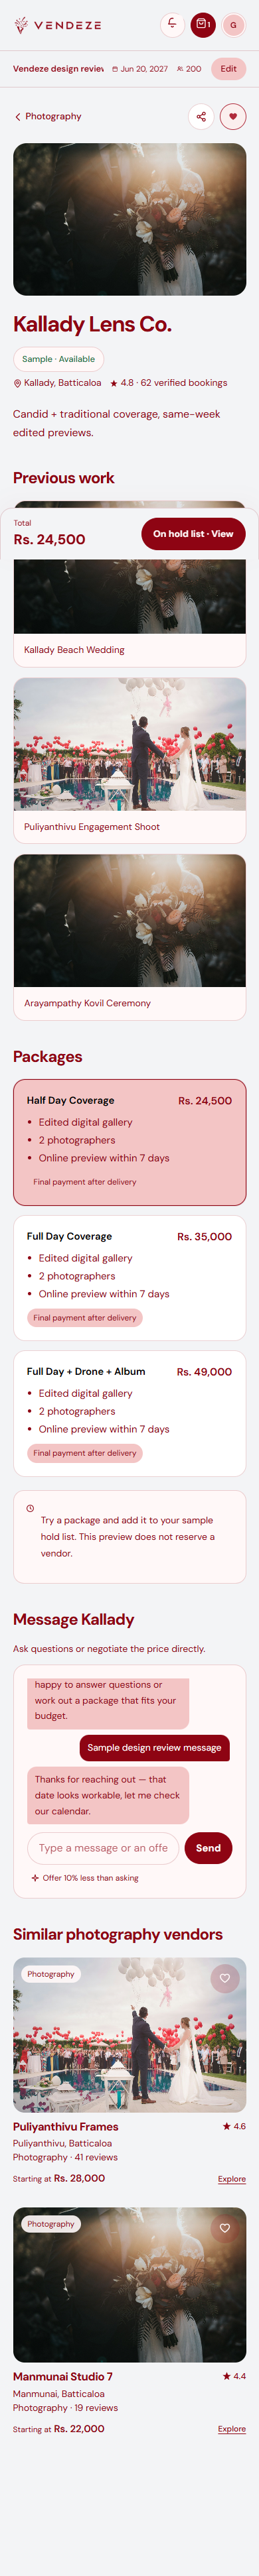 VENDEZE
1
G
Vendeze design review
Jun 20, 2027
200
Edit
Photography
Kallady Lens Co.
Sample · Available
Kallady, Batticaloa
4.8 · 62 verified bookings
Candid + traditional coverage, same-week
edited previews.
Previous work
Total
Rs. 24,500
On hold list · View
Kallady Beach Wedding
Puliyanthivu Engagement Shoot
Arayampathy Kovil Ceremony
Packages
Half Day Coverage
Rs. 24,500
• Edited digital gallery
• 2 photographers
• Online preview within 7 days
Final payment after delivery
Full Day Coverage
Rs. 35,000
• Edited digital gallery
• 2 photographers
• Online preview within 7 days
Final payment after delivery
Full Day + Drone + Album
Rs. 49,000
• Edited digital gallery
• 2 photographers
• Online preview within 7 days
Final payment after delivery
Try a package and add it to your sample
hold list. This preview does not reserve a
vendor.
Message Kallady
Ask questions or negotiate the price directly.
happy to answer questions or
work out a package that fits your
budget.
Sample design review message
Thanks for reaching out — that
date looks workable, let me check
our calendar.
Type a message or an offe
Send
Offer 10% less than asking
Similar photography vendors
Photography
Puliyanthivu Frames
4.6
Puliyanthivu, Batticaloa
Photography · 41 reviews
Starting at Rs. 28,000
Explore
Photography
Manmunai Studio 7
4.4
Manmunai, Batticaloa
Photography · 19 reviews
Starting at Rs. 22,000
Explore